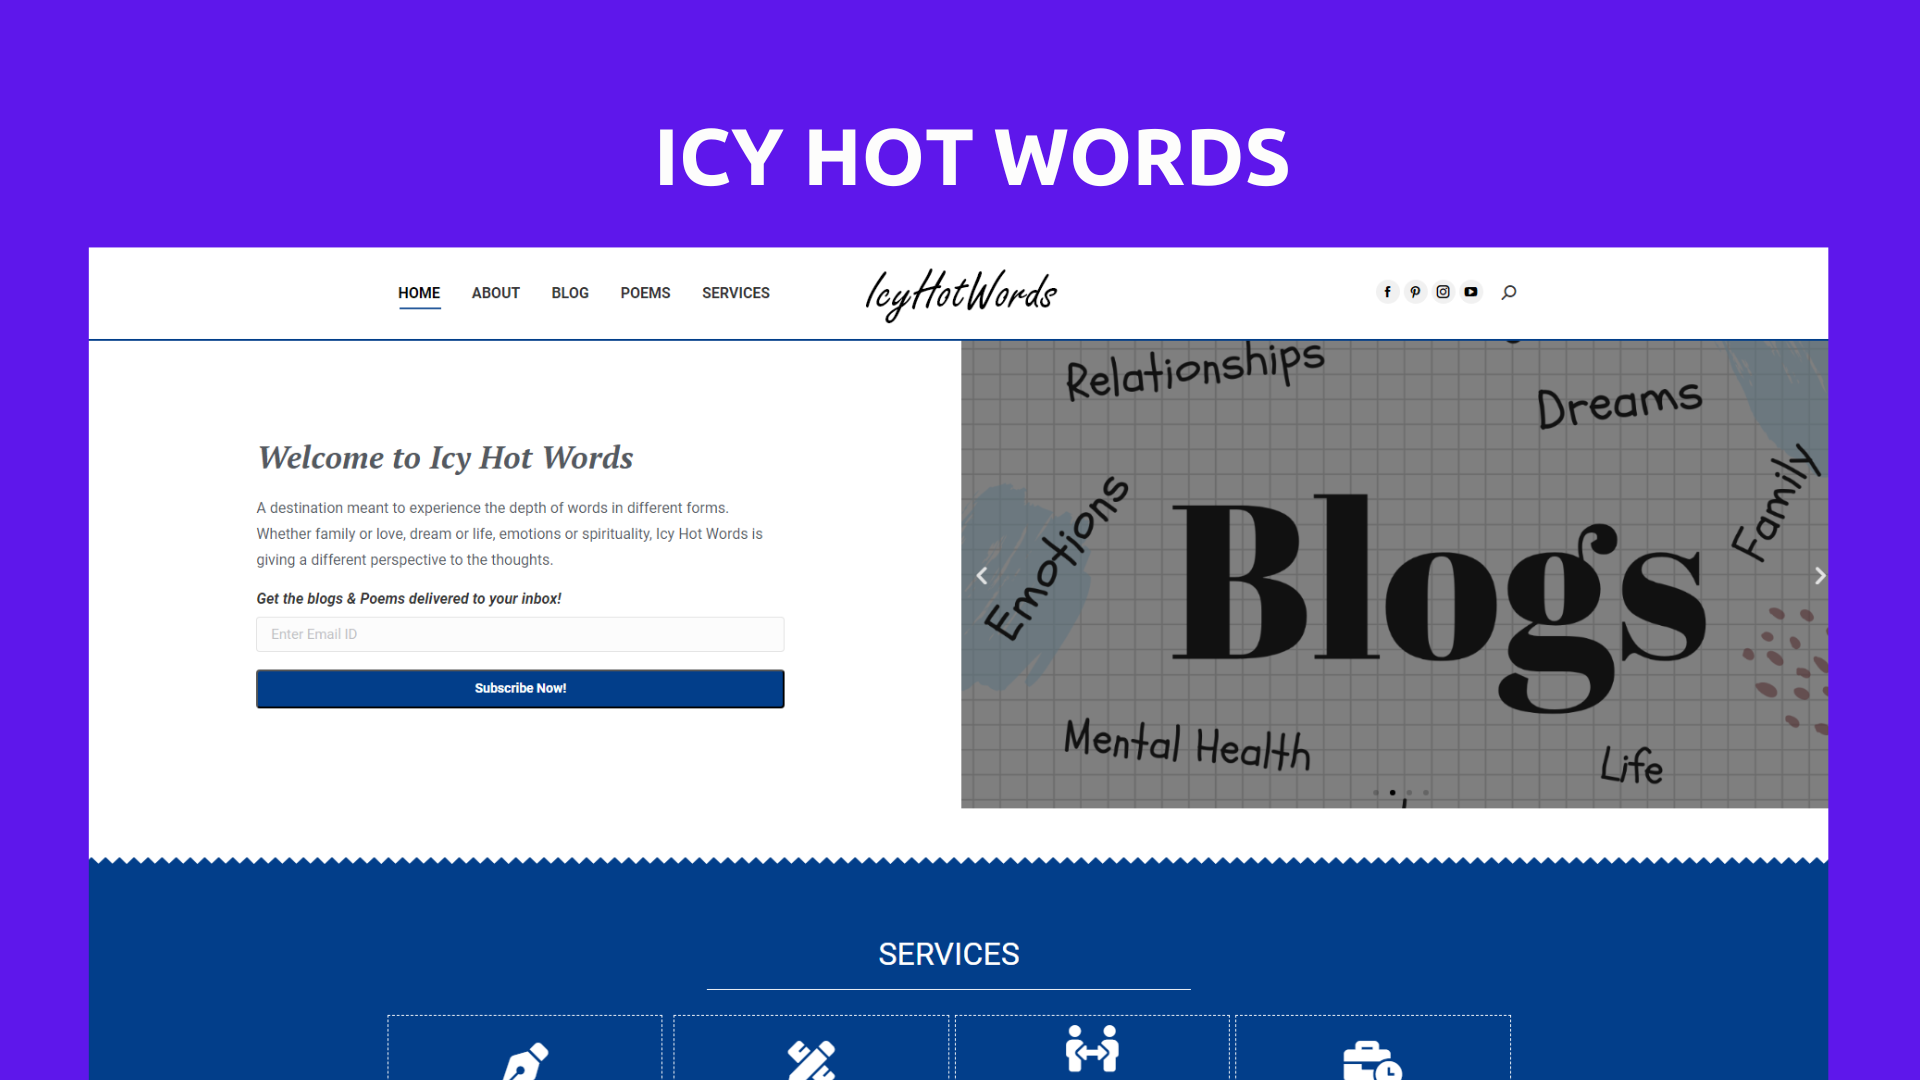 ICY HOT WORDS
HOME ABOUT BLOG POEMS SERVICES
IcyHotWords
Welcome to Icy Hot Words
A destination meant to experience the depth of words in different forms.
Whether family or love, dream or life, emotions or spirituality, Icy Hot Words is
giving a different perspective to the thoughts.
Get the blogs & Poems delivered to your inbox!
Enter Email ID
Subscribe Now!
Relationships
Dreams
Emotions
Family
Blogs
Mental Health
Life
SERVICES